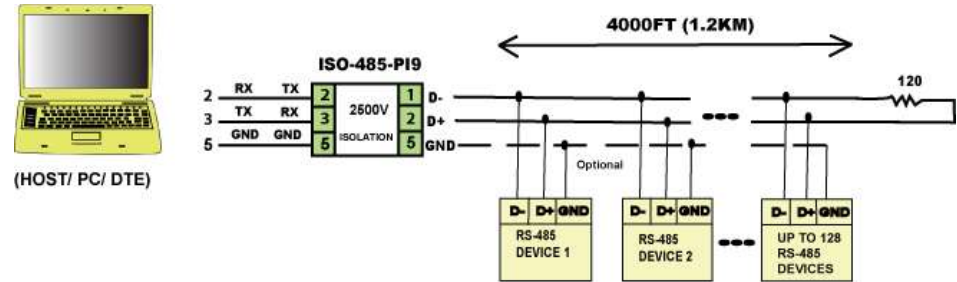 4000FT (1.2KM)
ISO-485-PI9
120
2 RX TX 2 2500V 1 D-
3 TX RX 3 ISOLATION 2 D+
5 GND GND 5 5 GND
Optional
(HOST/ PC/ DTE)
D- D+ GND
RS-485
DEVICE 1
D- D+ GND
RS-485
DEVICE 2
D- D+ GND
UP TO 128
RS-485
DEVICES